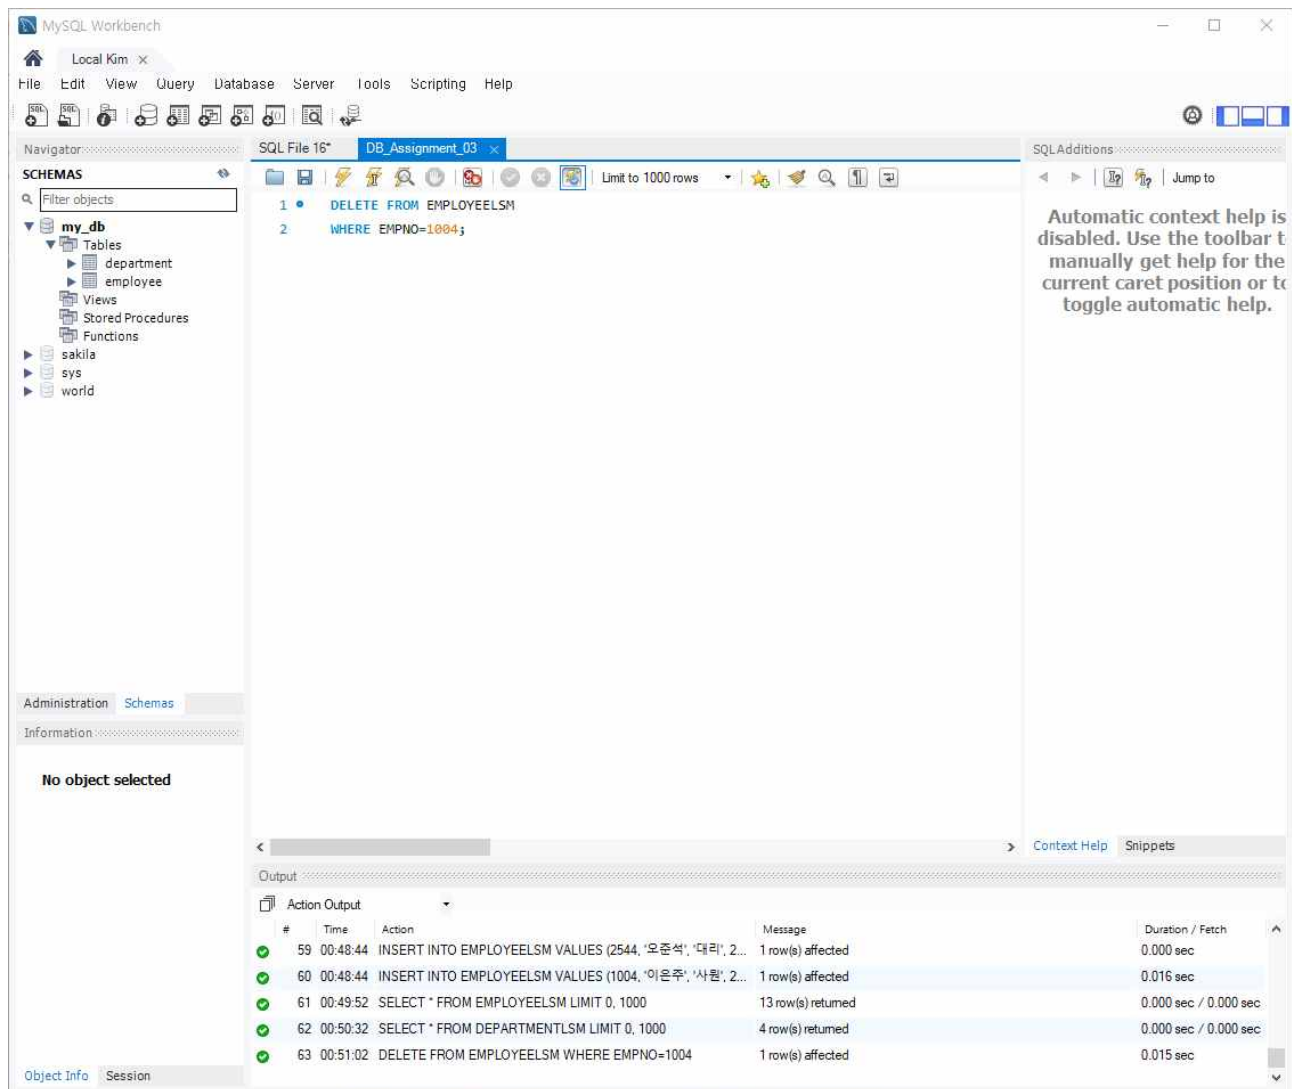 MySQL Workbench
Local Kim
File Edit View Query Database Server Tools Scripting Help
Navigator
SCHEMAS
Filter objects
my_db
Tables
department
employee
Views
Stored Procedures
Functions
sakila
sys
world
Administration Schemas
Information
No object selected
Object Info Session
SQL File 16* DB_Assignment_03
Limit to 1000 rows
1 DELETE FROM EMPLOYEELSM
2 WHERE EMPNO=1004;
SQLAdditions
Jump to
Automatic context help is
disabled. Use the toolbar t
manually get help for the
current caret position or to
toggle automatic help.
Context Help Snippets
Output
Action Output
# Time Action Message Duration / Fetch
59 00:48:44 INSERT INTO EMPLOYEELSM VALUES (2544, '오준석', '대리', 2... 1 row(s) affected 0.000 sec
60 00:48:44 INSERT INTO EMPLOYEELSM VALUES (1004, '이은주', '사원', 2... 1 row(s) affected 0.016 sec
61 00:49:52 SELECT * FROM EMPLOYEELSM LIMIT 0, 1000 13 row(s) returned 0.000 sec / 0.000 sec
62 00:50:32 SELECT * FROM DEPARTMENTLSM LIMIT 0, 1000 4 row(s) returned 0.000 sec / 0.000 sec
63 00:51:02 DELETE FROM EMPLOYEELSM WHERE EMPNO=1004 1 row(s) affected 0.015 sec